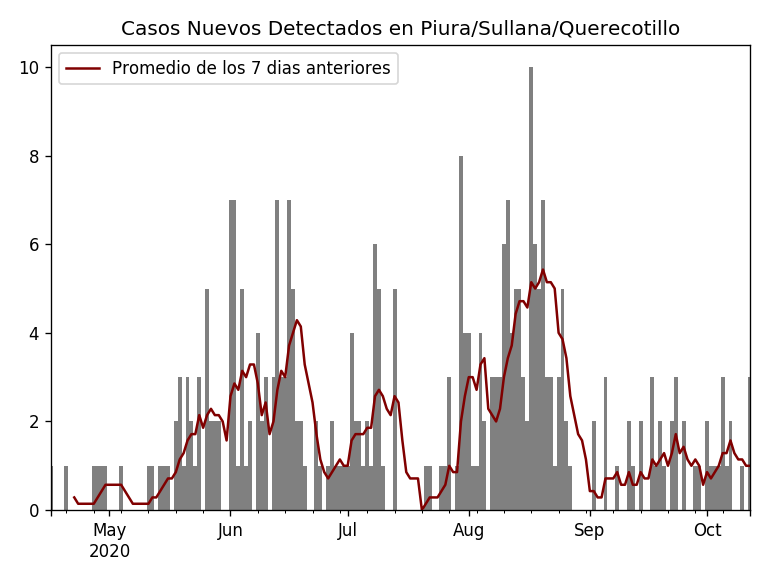 Casos Nuevos Detectados en Piura/Sullana/Querecotillo
Promedio de los 7 dias anteriores
10
8
6
4
2
0
May Jun Jul Aug Sep Oct
2020